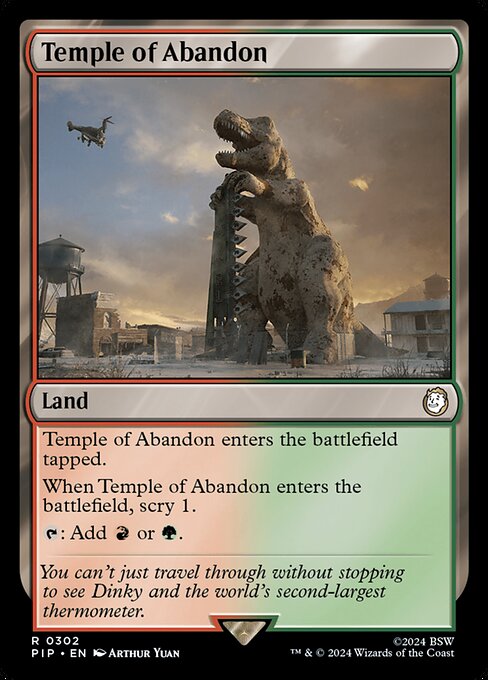 Temple of Abandon
Land
Temple of Abandon enters the battlefield
tapped.
When Temple of Abandon enters the
battlefield, scry 1.
: Add or .
You can't just travel through without stopping
to see Dinky and the world's second-largest
thermometer.
R 0302
PIP • EN Arthur Yuan
©2024 BSW
™ & © 2024 Wizards of the Coast